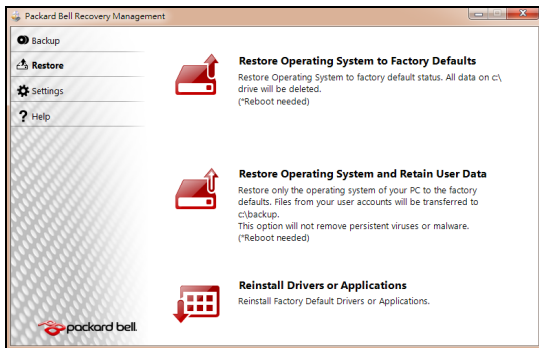 Packard Bell Recovery Management
Backup
Restore
Settings
? Help
Restore Operating System to Factory Defaults
Restore Operating System to factory default status. All data on c:\
drive will be deleted.
(*Reboot needed)
Restore Operating System and Retain User Data
Restore only the operating system of your PC to the factory
defaults. Files from your user accounts will be transferred to
c:\backup.
This option will not remove persistent viruses or malware.
(*Reboot needed)
Reinstall Drivers or Applications
Reinstall Factory Default Drivers or Applications.
packard bell.